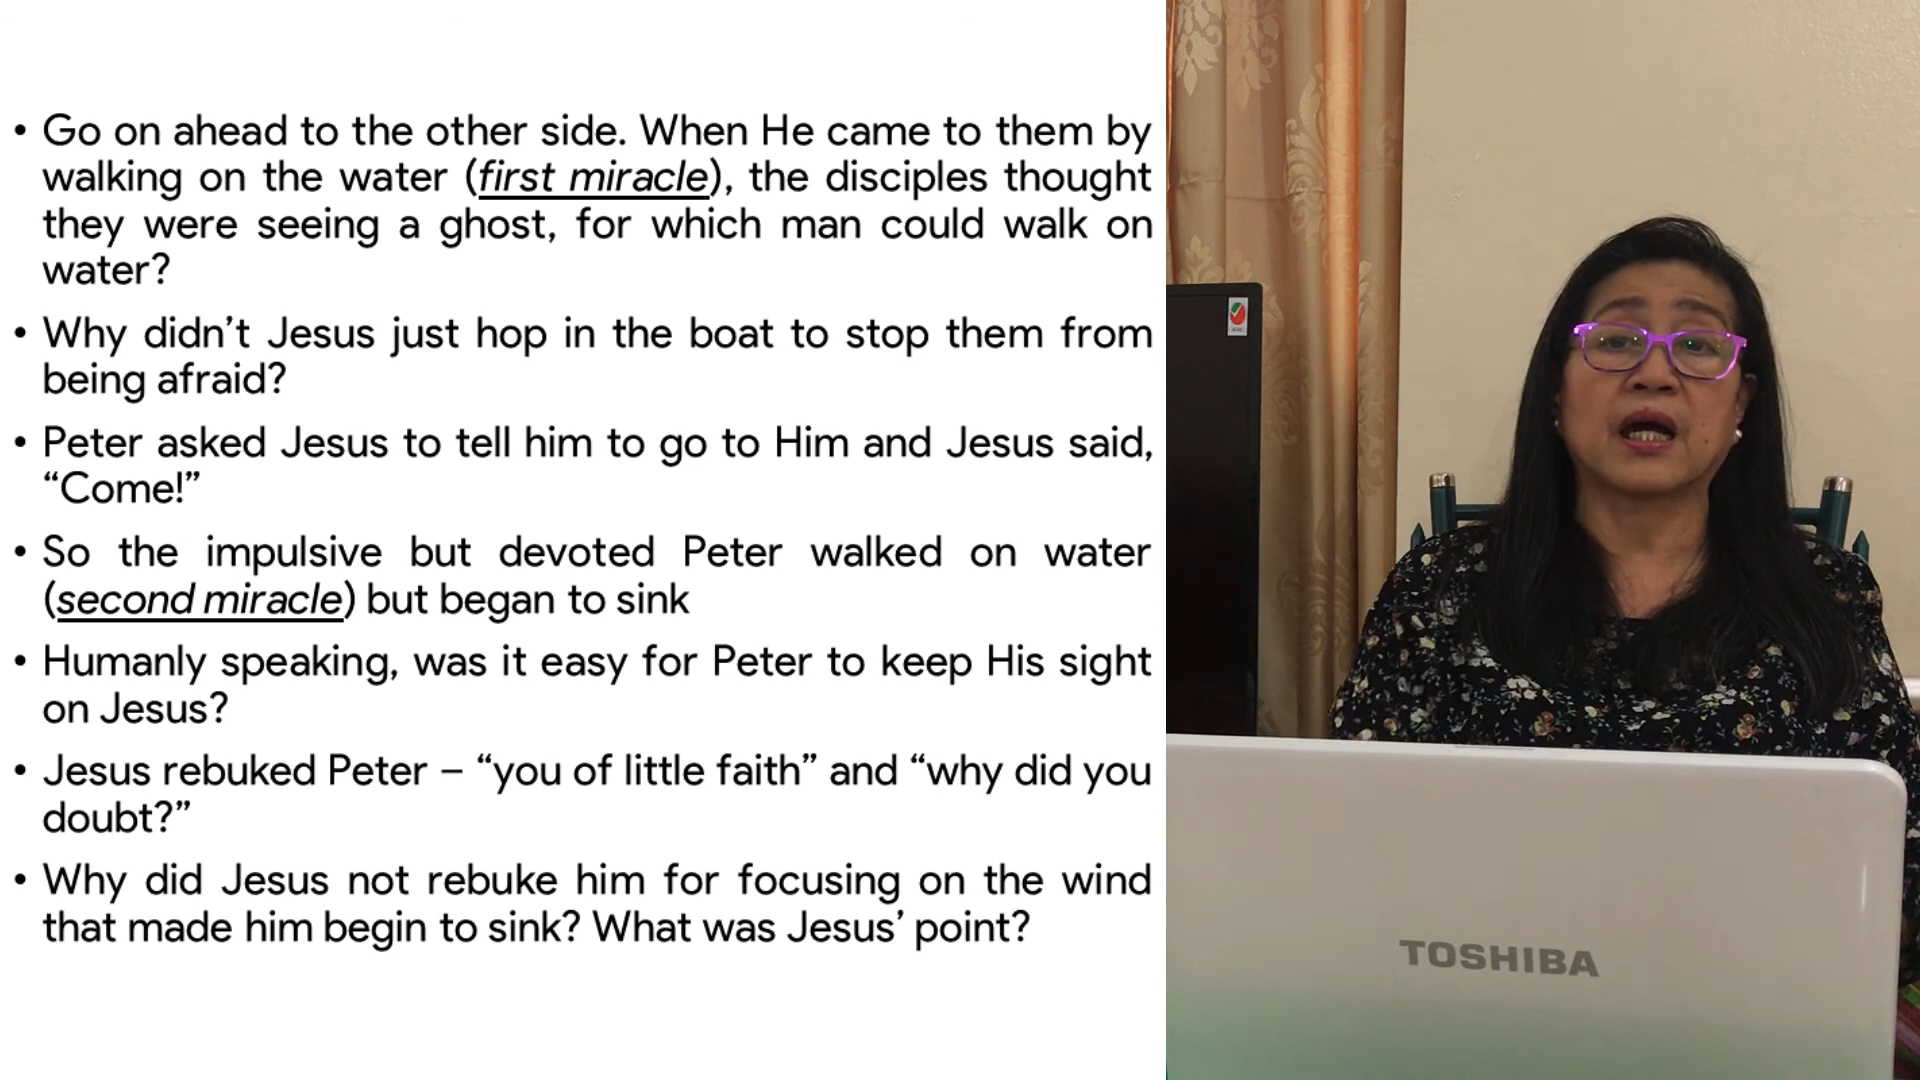 • Go on ahead to the other side. When He came to them by
walking on the water (first miracle), the disciples thought
they were seeing a ghost, for which man could walk on
water?
• Why didn’t Jesus just hop in the boat to stop them from
being afraid?
• Peter asked Jesus to tell him to go to Him and Jesus said,
“Come!”
• So the impulsive but devoted Peter walked on water
(second miracle) but began to sink
• Humanly speaking, was it easy for Peter to keep His sight
on Jesus?
• Jesus rebuked Peter – “you of little faith” and “why did you
doubt?”
• Why did Jesus not rebuke him for focusing on the wind
that made him begin to sink? What was Jesus’ point?
TOSHIBA